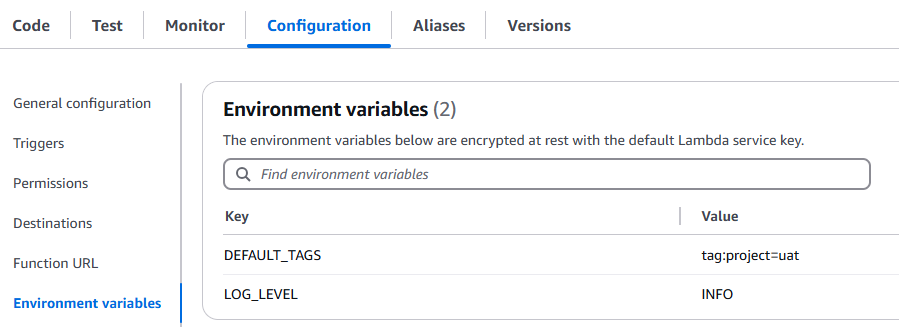 Code Test Monitor Configuration Aliases Versions
General configuration
Triggers
Permissions
Destinations
Function URL
Environment variables
Environment variables (2)
The environment variables below are encrypted at rest with the default Lambda service key.
Find environment variables
Key Value
DEFAULT_TAGS tag:project=uat
LOG_LEVEL INFO